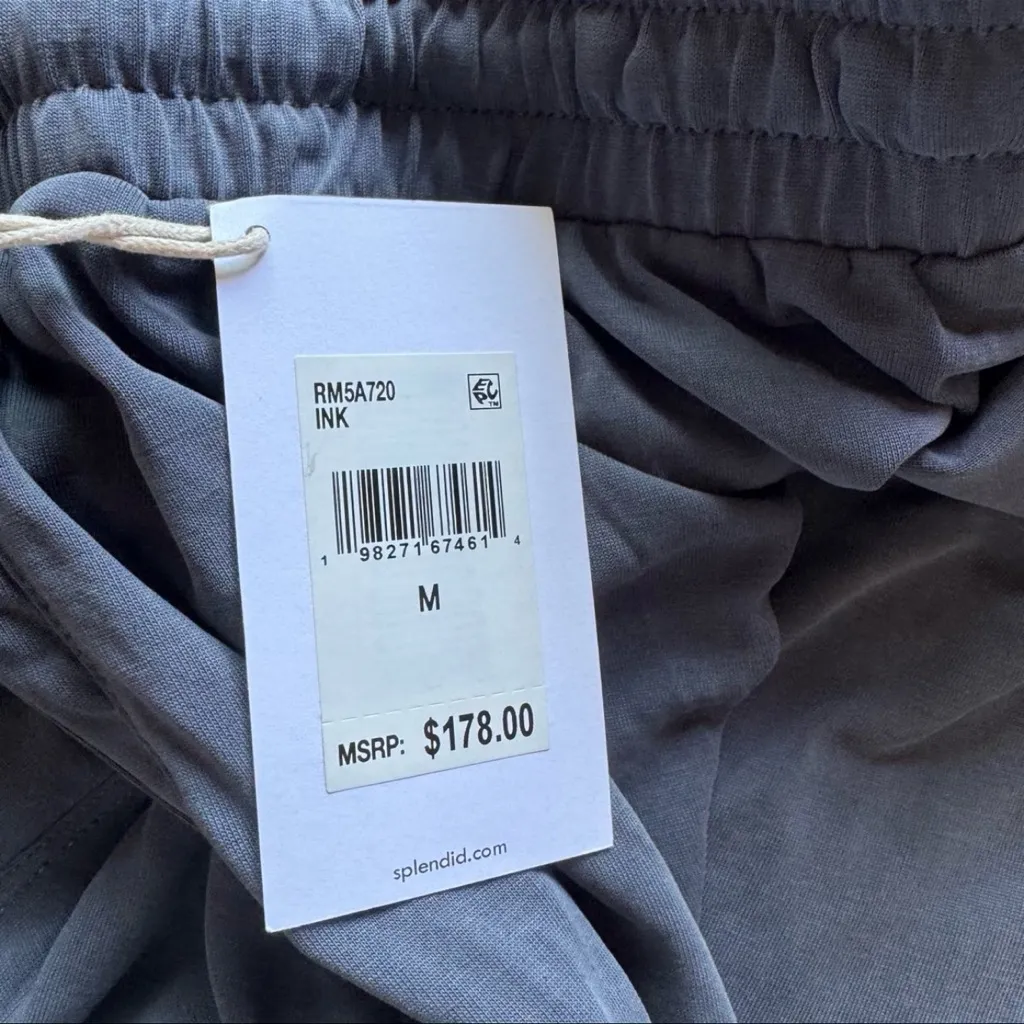 RM5A720
INK
1 98271 67461 4
M
MSRP: $178.00
splendid.com